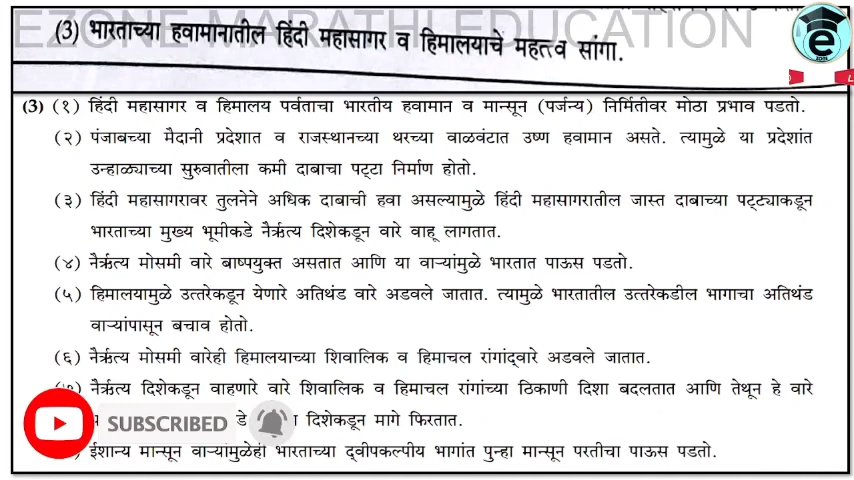 EZONE MARATHI EDUCATION
(3) भारताच्या हवामानातील हिंदी महासागर व हिमालयाचे महत्त्व सांगा.
(3) (१) हिंदी महासागर व हिमालय पर्वताचा भारतीय हवामान व मान्सून (पर्जन्य) निर्मितीवर मोठा प्रभाव पडतो.
(२) पंजाबच्या मैदानी प्रदेशात व राजस्थानच्या थरच्या वाळवंटात उष्ण हवामान असते. त्यामुळे या प्रदेशांत
उन्हाळ्याच्या सुरुवातीला कमी दाबाचा पट्टा निर्माण होतो.
(३) हिंदी महासागरावर तुलनेने अधिक दाबाची हवा असल्यामुळे हिंदी महासागरातील जास्त दाबाच्या पट्ट्याकडून
भारताच्या मुख्य भूमीकडे नैर्ऋत्य दिशेकडून वारे वाहू लागतात.
(४) नैर्ऋत्य मोसमी वारे बाष्पयुक्त असतात आणि या वाऱ्यांमुळे भारतात पाऊस पडतो.
(५) हिमालयामुळे उत्तरेकडून येणारे अतिथंड वारे अडवले जातात. त्यामुळे भारतातील उत्तरेकडील भागाचा अतिथंड
वाऱ्यांपासून बचाव होतो.
(६) नैर्ऋत्य मोसमी वारेही हिमालयाच्या शिवालिक व हिमाचल रांगांद्वारे अडवले जातात.
(७) नैर्ऋत्य दिशेकडून वाहणारे वारे शिवालिक व हिमाचल रांगांच्या ठिकाणी दिशा बदलतात आणि तेथून हे वारे
SUBSCRIBED दिशेकडून मागे फिरतात.
ईशान्य मान्सून वाऱ्यांमुळेही भारताच्या द्वीपकल्पीय भागांत पुन्हा मान्सून परतीचा पाऊस पडतो.